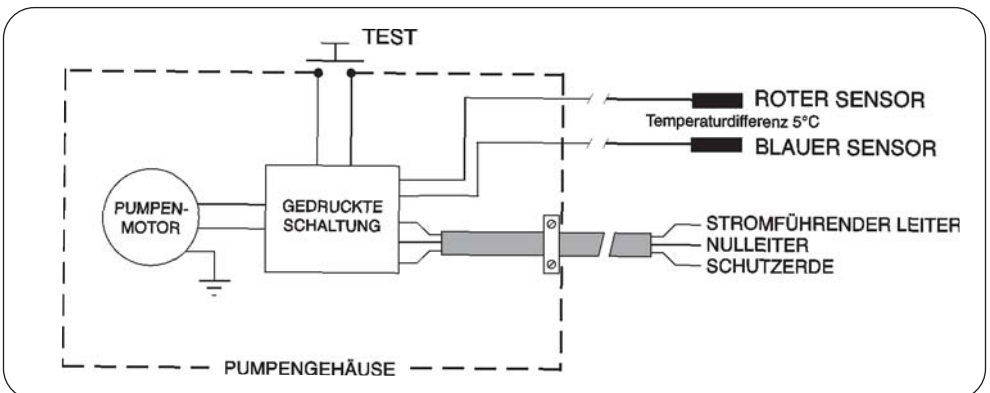 TEST
ROTER SENSOR
Temperaturdifferenz 5°C
BLAUER SENSOR
PUMPEN-
MOTOR
GEDRUCKTE
SCHALTUNG
STROMFÜHRENDER LEITER
NULLEITER
SCHUTZERDE
PUMPENGEHÄUSE